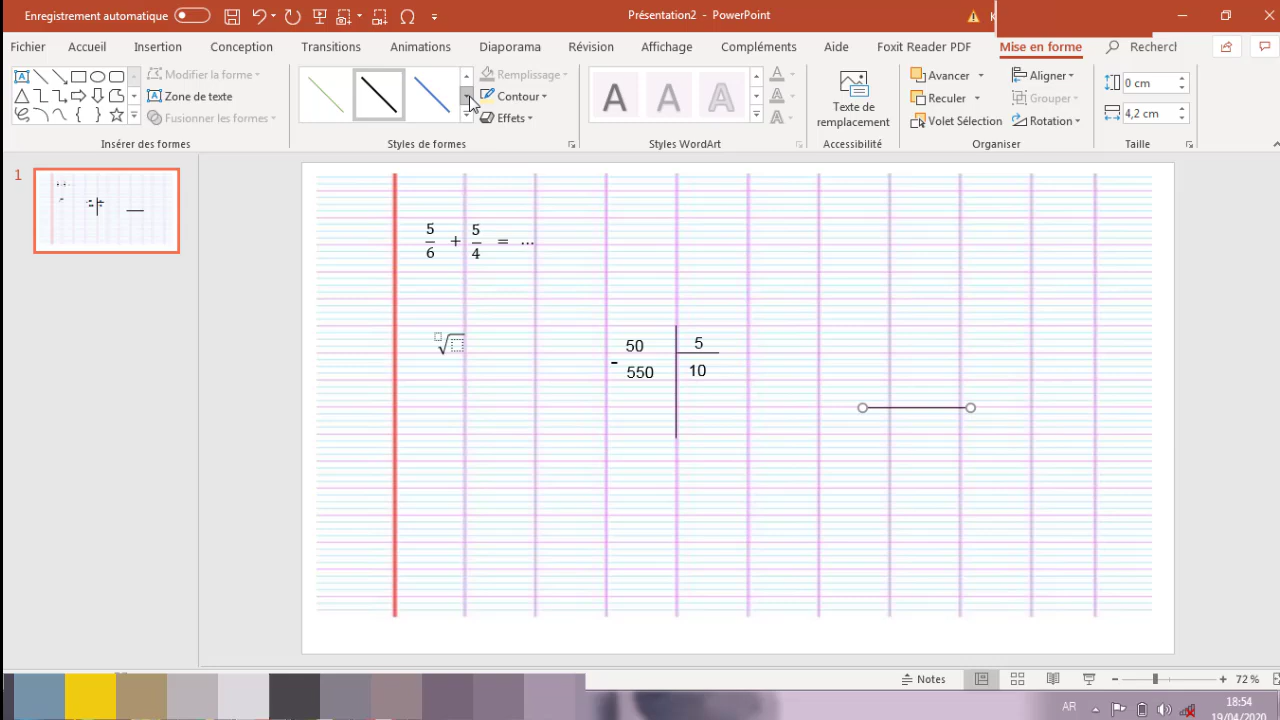 Enregistrement automatique
Présentation2 - PowerPoint
K
Fichier Accueil Insertion Conception Transitions Animations Diaporama Révision Affichage Compléments Aide Foxit Reader PDF Mise en forme Recherch
Modifier la forme
Zone de texte
Fusionner les formes
Insérer des formes
Remplissage
Contour
Effets
Styles de formes
A A A
A
A
A
Styles WordArt
Texte de
remplacement
Accessibilité
Avancer
Reculer
Volet Sélection
Aligner
Grouper
Rotation
Organiser
0 cm
4,2 cm
Taille
1
5/6 + 5/4 = ...
√
50 5
- 550 10
Notes
72 %
AR
18:54
19/04/2020